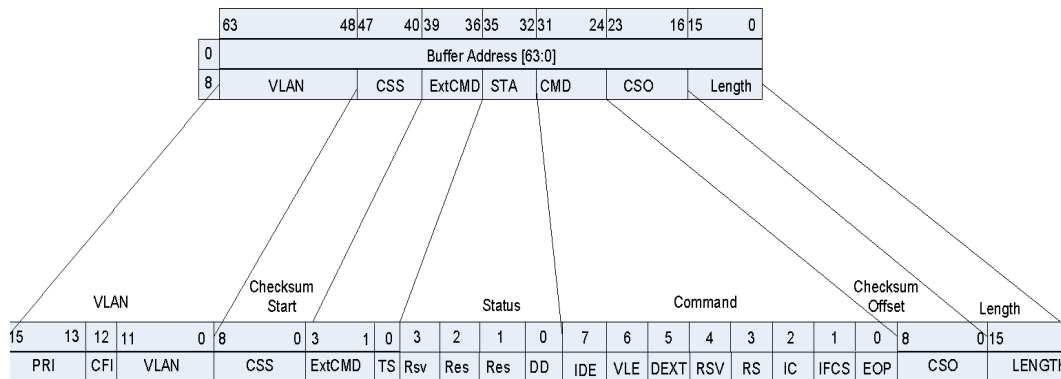 63 48 47 40 39 36 35 32 31 24 23 16 15 0
0 Buffer Address [63:0]
8 VLAN CSS ExtCMD STA CMD CSO Length
VLAN Checksum Start Status Command Checksum Offset Length
15 13 12 11 0 8 0 3 1 0 3 2 1 0 7 6 5 4 3 2 1 0 8 0 15
PRI CFI VLAN CSS ExtCMD TS Rsv Res Res DD IDE VLE DEXT RSV RS IC IFCS EOP CSO LENGTH